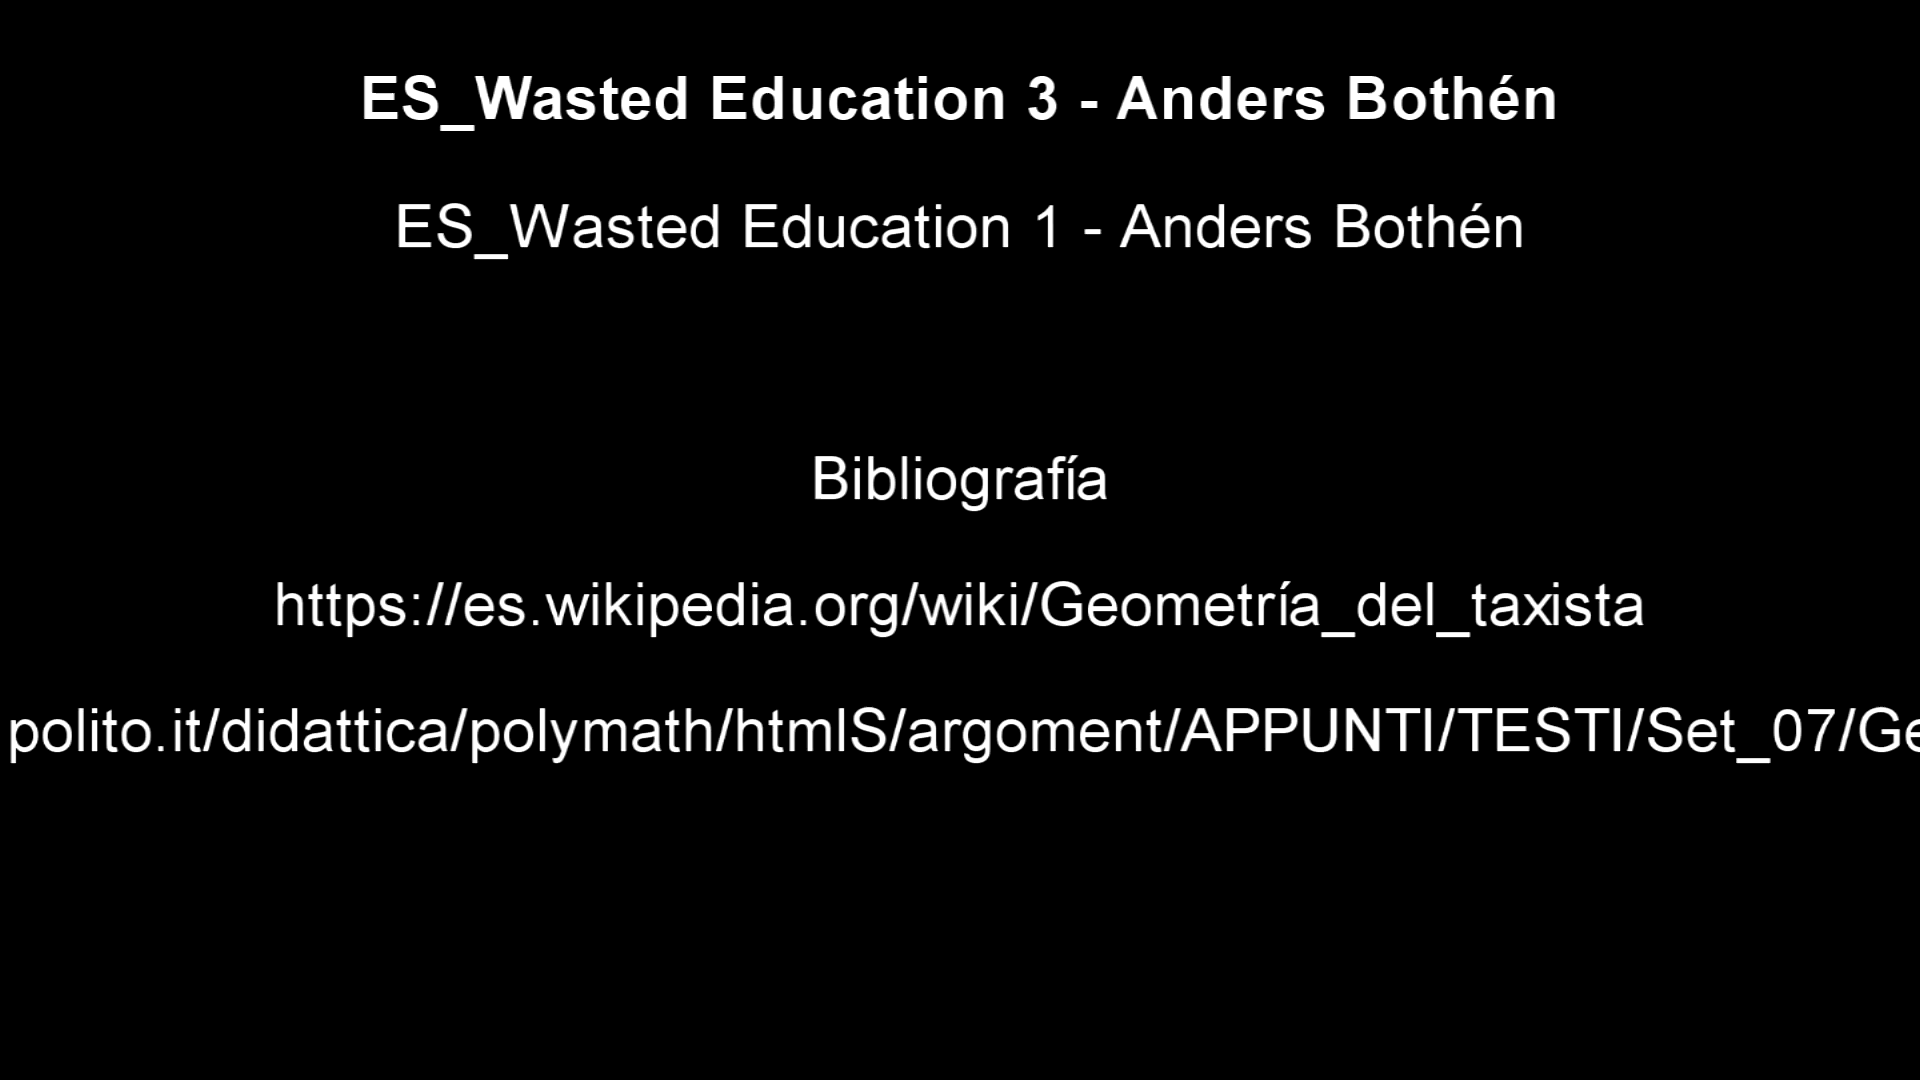 ES_Wasted Education 3 - Anders Bothén
ES_Wasted Education 1 - Anders Bothén
Bibliografía
https://es.wikipedia.org/wiki/Geometría_del_taxista
polito.it/didattica/polymath/htmlS/argoment/APPUNTI/TESTI/Set_07/Ge